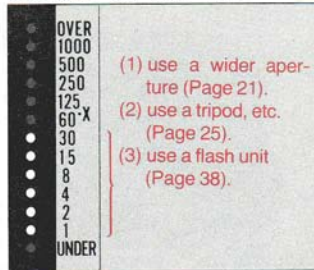 OVER
1000
500
250
125
60-X
30
15
8
4
2
1
UNDER
(1) use a wider aper-
ture (Page 21).
(2) use a tripod, etc.
(Page 25).
(3) use a flash unit
(Page 38).